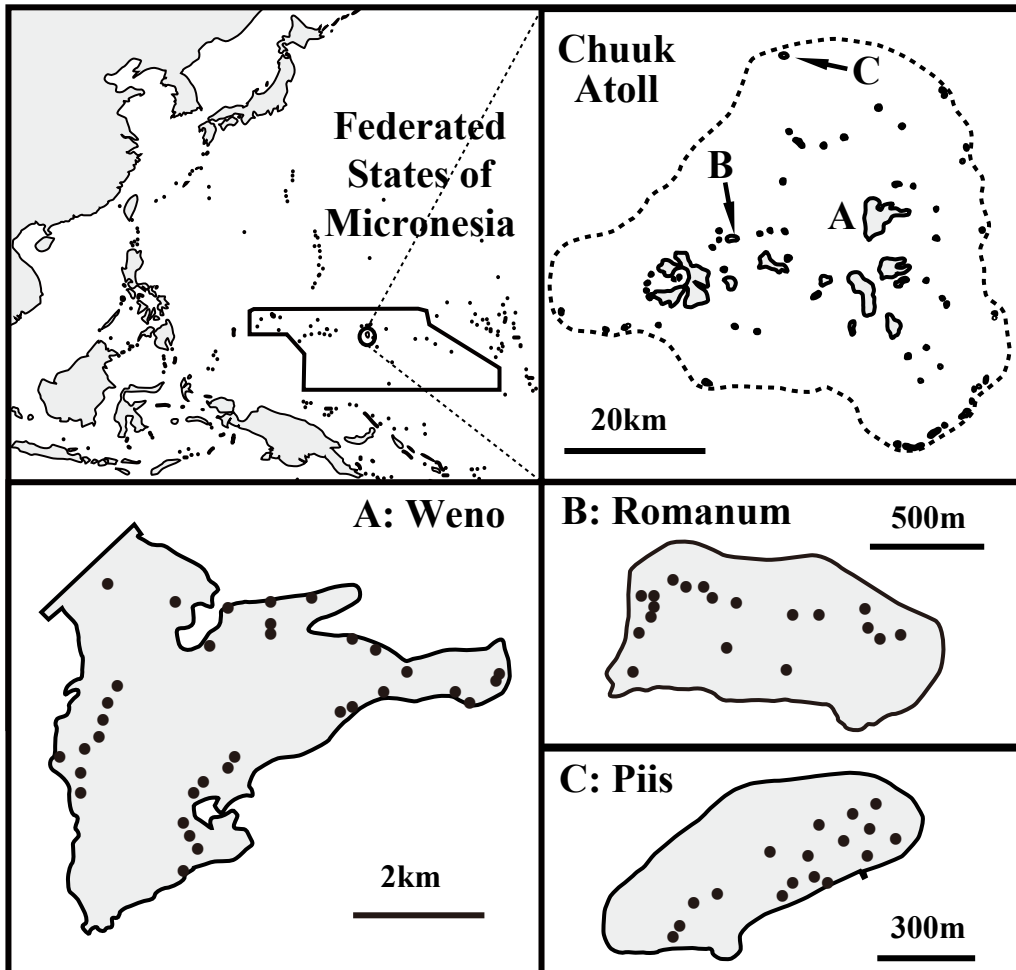 Federated
States of
Micronesia
Chuuk
Atoll
C
B
A
20km
A: Weno
2km
B: Romanum
500m
C: Piis
300m